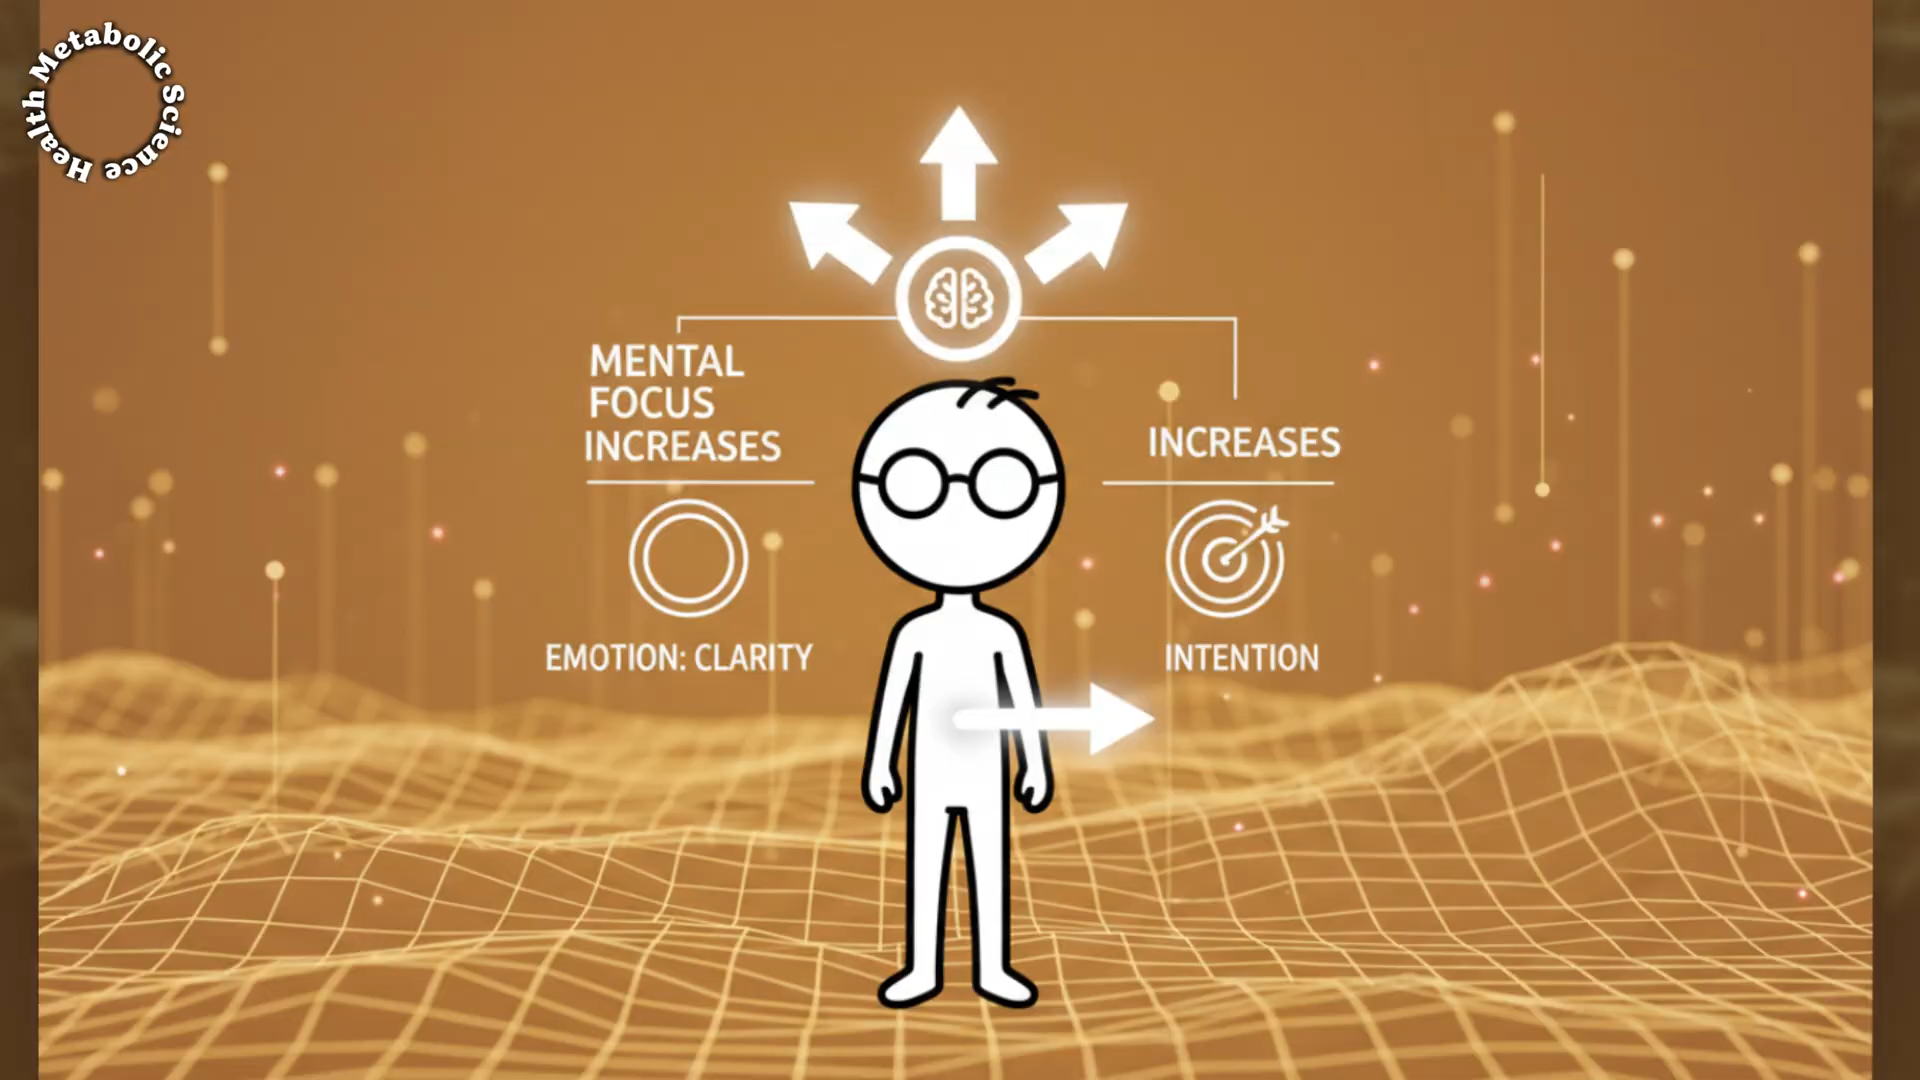 Metabolic Science Health
MENTAL
FOCUS
INCREASES
EMOTION: CLARITY
INCREASES
INTENTION